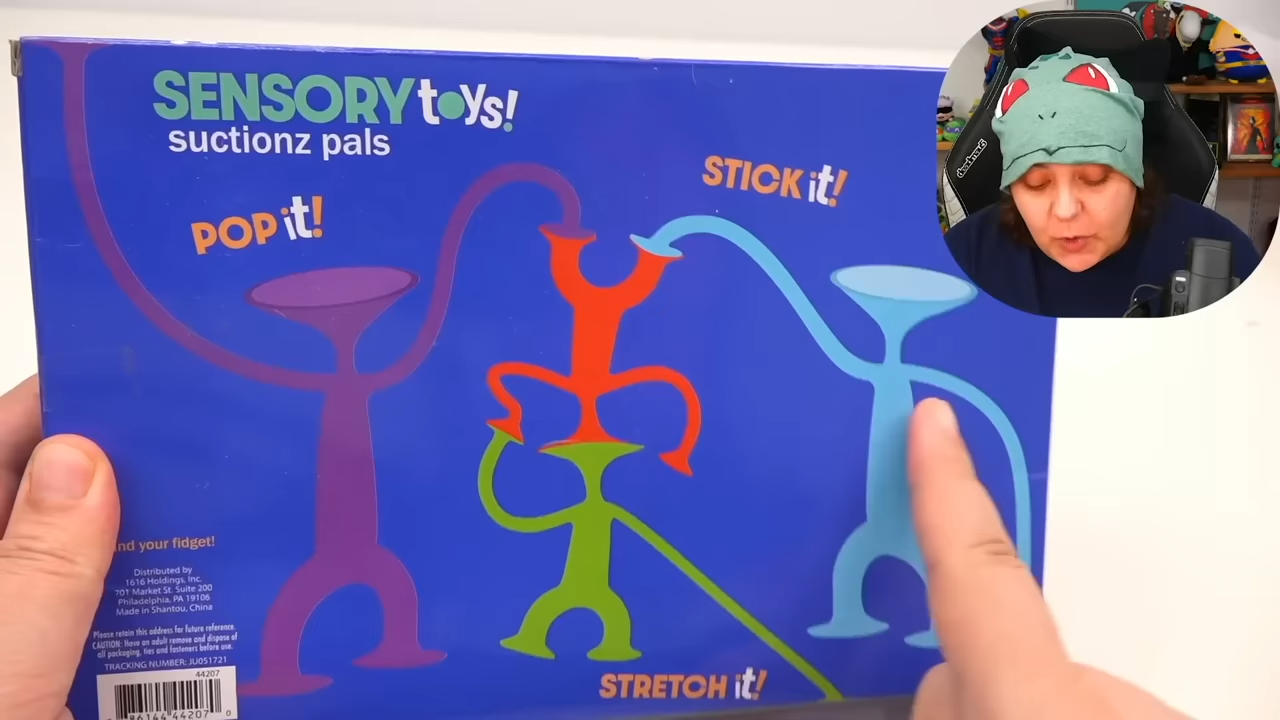 SENSORY toys!
suctionz pals
POP it!
STICK it!
STRETCH it!
your fidget!
Distributed by
1616 Holdings, Inc.
701 Market St. Suite 200
Philadelphia, PA 19106
Made in Shantou, China
Please retain this address for future reference.
CAUTION: Have an adult remove and dispose of
all packaging, ties and fasteners before use.
TRACKING NUMBER: JU051721
44207
44207 0